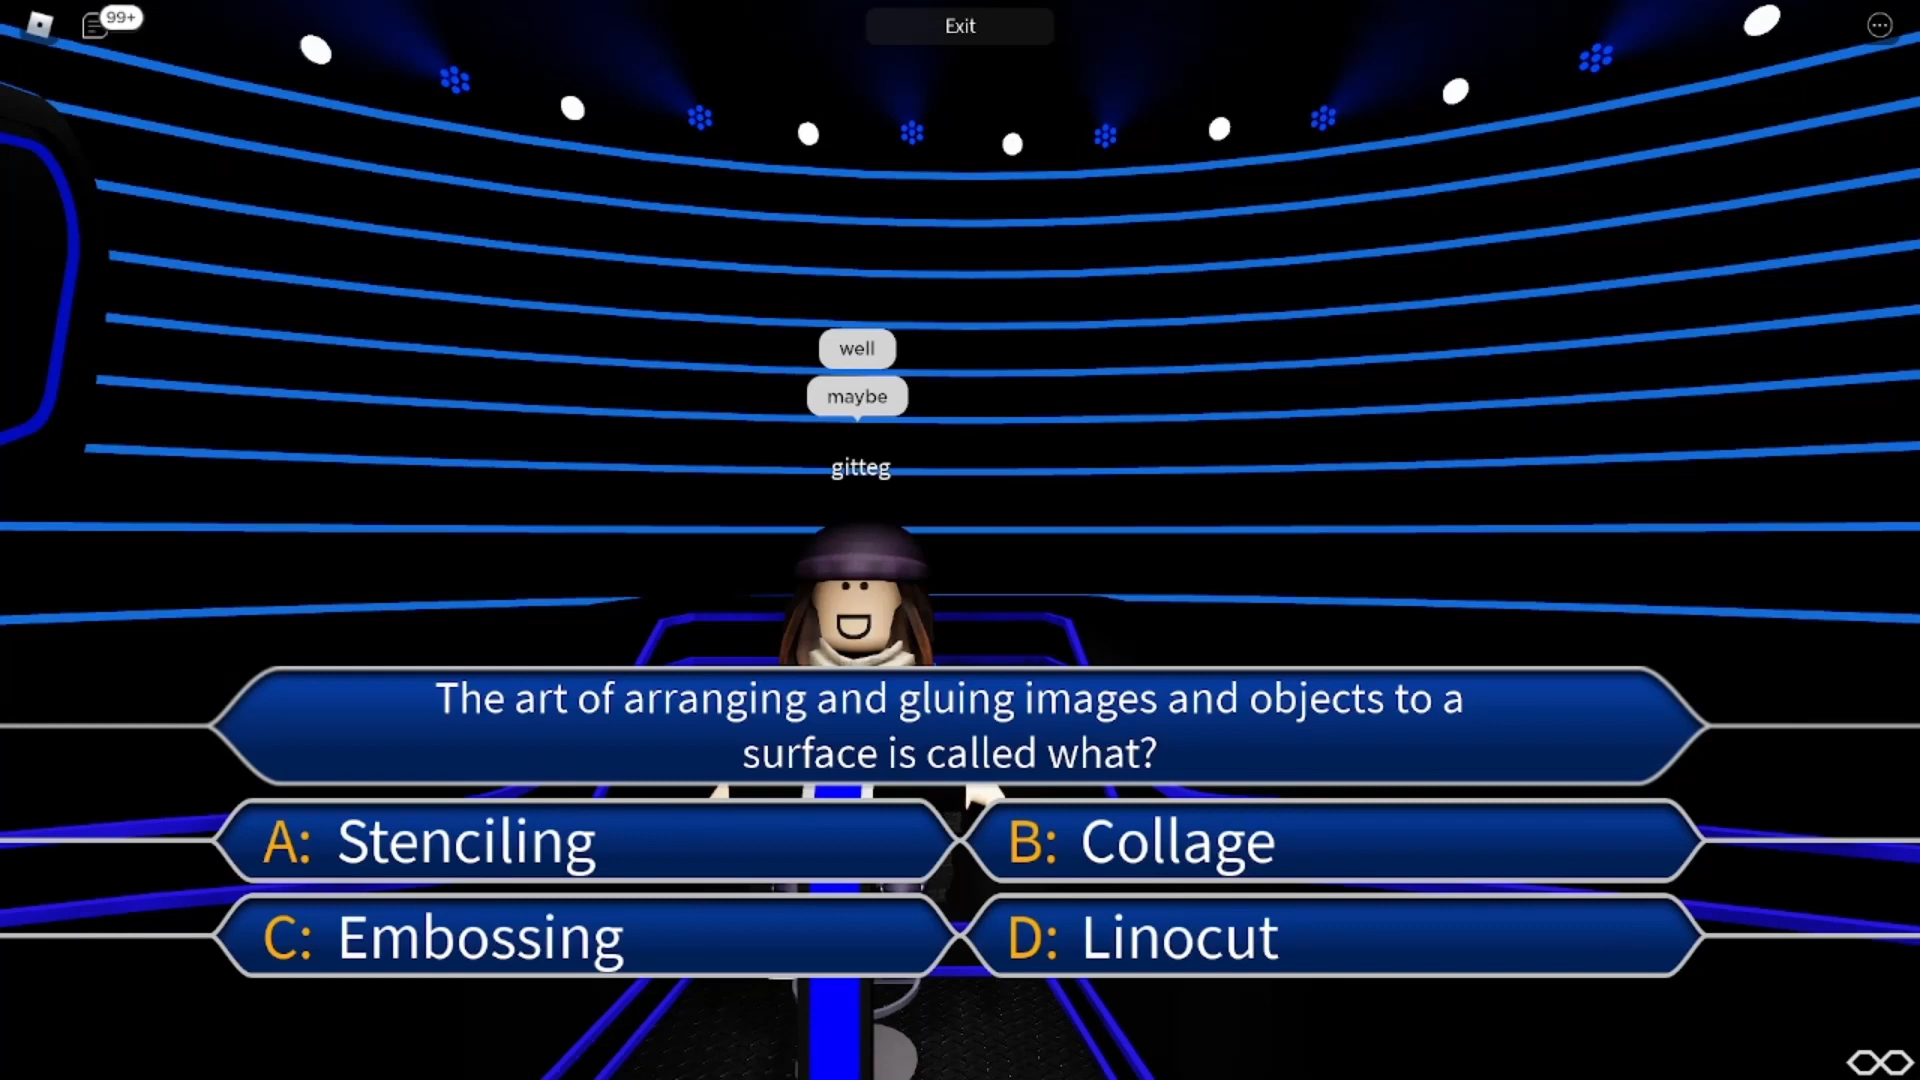 99+
Exit
well
maybe
gitteg
The art of arranging and gluing images and objects to a
surface is called what?
A: Stenciling
B: Collage
C: Embossing
D: Linocut